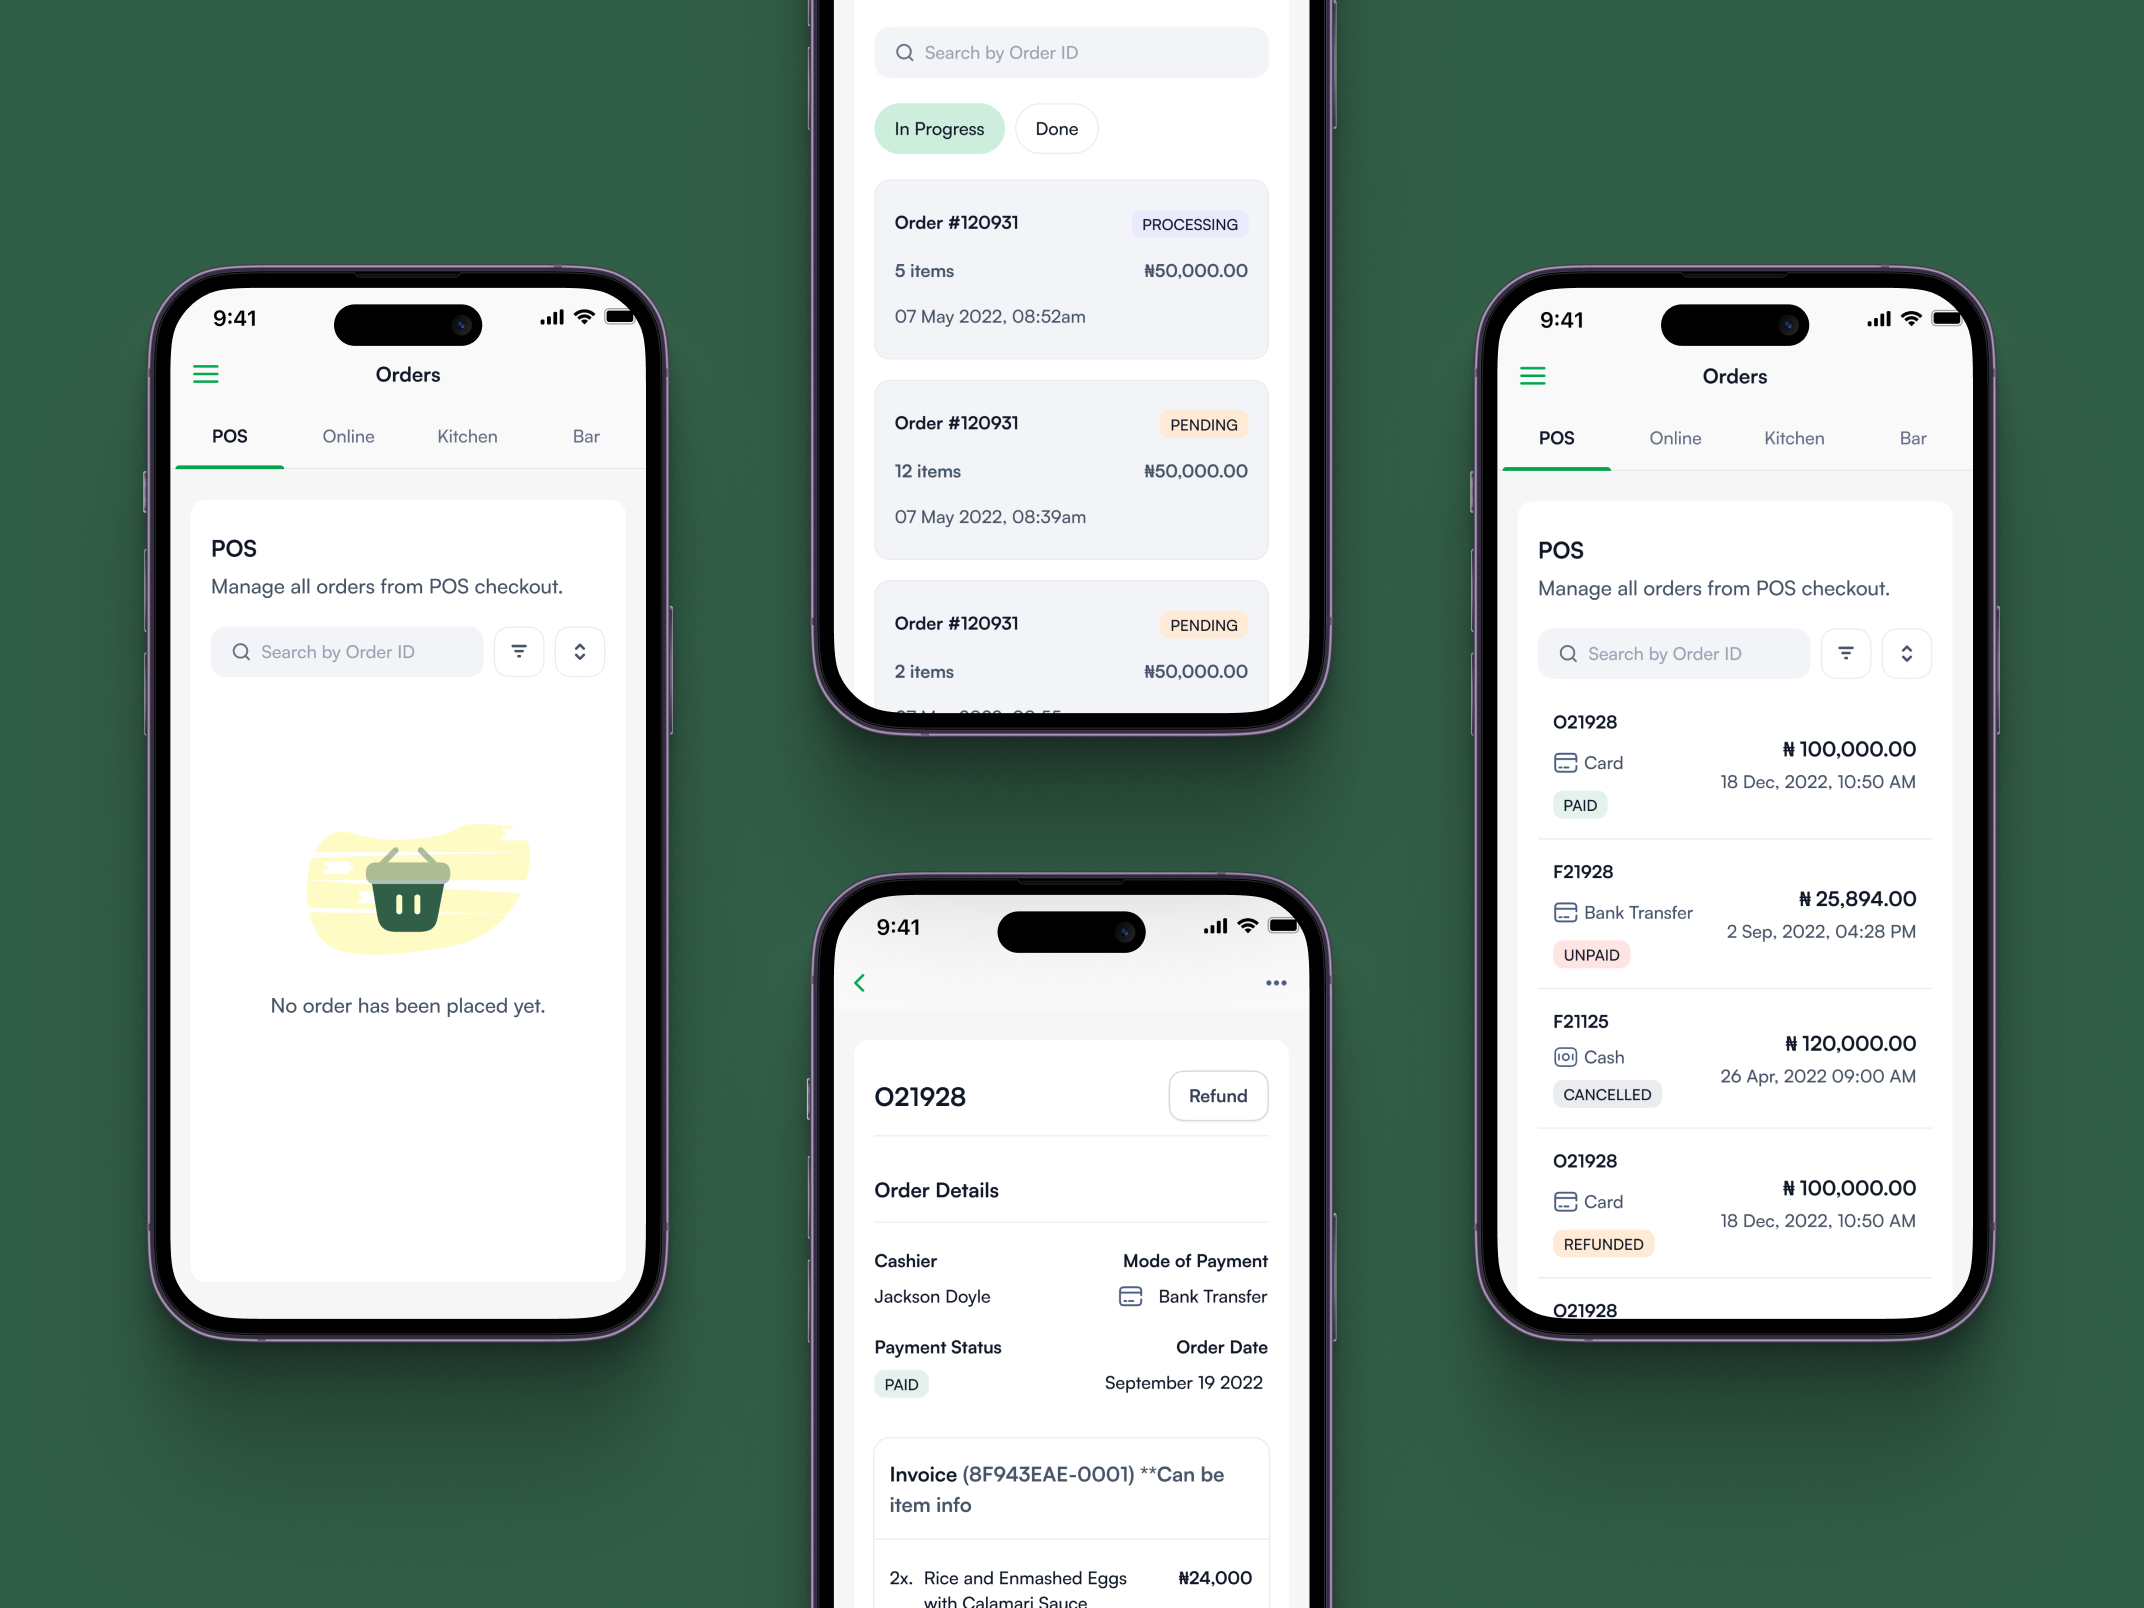 9:41
Orders
POS Online Kitchen Bar
POS
Manage all orders from POS checkout.
Search by Order ID
No order has been placed yet.
Search by Order ID
In Progress Done
Order #120931 PROCESSING
5 items ₦50,000.00
07 May 2022, 08:52am
Order #120931 PENDING
12 items ₦50,000.00
07 May 2022, 08:39am
Order #120931 PENDING
2 items ₦50,000.00
9:41
O21928 Refund
Order Details
Cashier Mode of Payment
Jackson Doyle Bank Transfer
Payment Status Order Date
PAID September 19 2022
Invoice (8F943EAE-0001) **Can be
item info
2x. Rice and Enmashed Eggs ₦24,000
with Calamari Sauce
9:41
Orders
POS Online Kitchen Bar
POS
Manage all orders from POS checkout.
Search by Order ID
O21928
₦ 100,000.00
Card
18 Dec, 2022, 10:50 AM
PAID
F21928
₦ 25,894.00
Bank Transfer
2 Sep, 2022, 04:28 PM
UNPAID
F21125
₦ 120,000.00
Cash
26 Apr, 2022 09:00 AM
CANCELLED
O21928
₦ 100,000.00
Card
18 Dec, 2022, 10:50 AM
REFUNDED
O21928